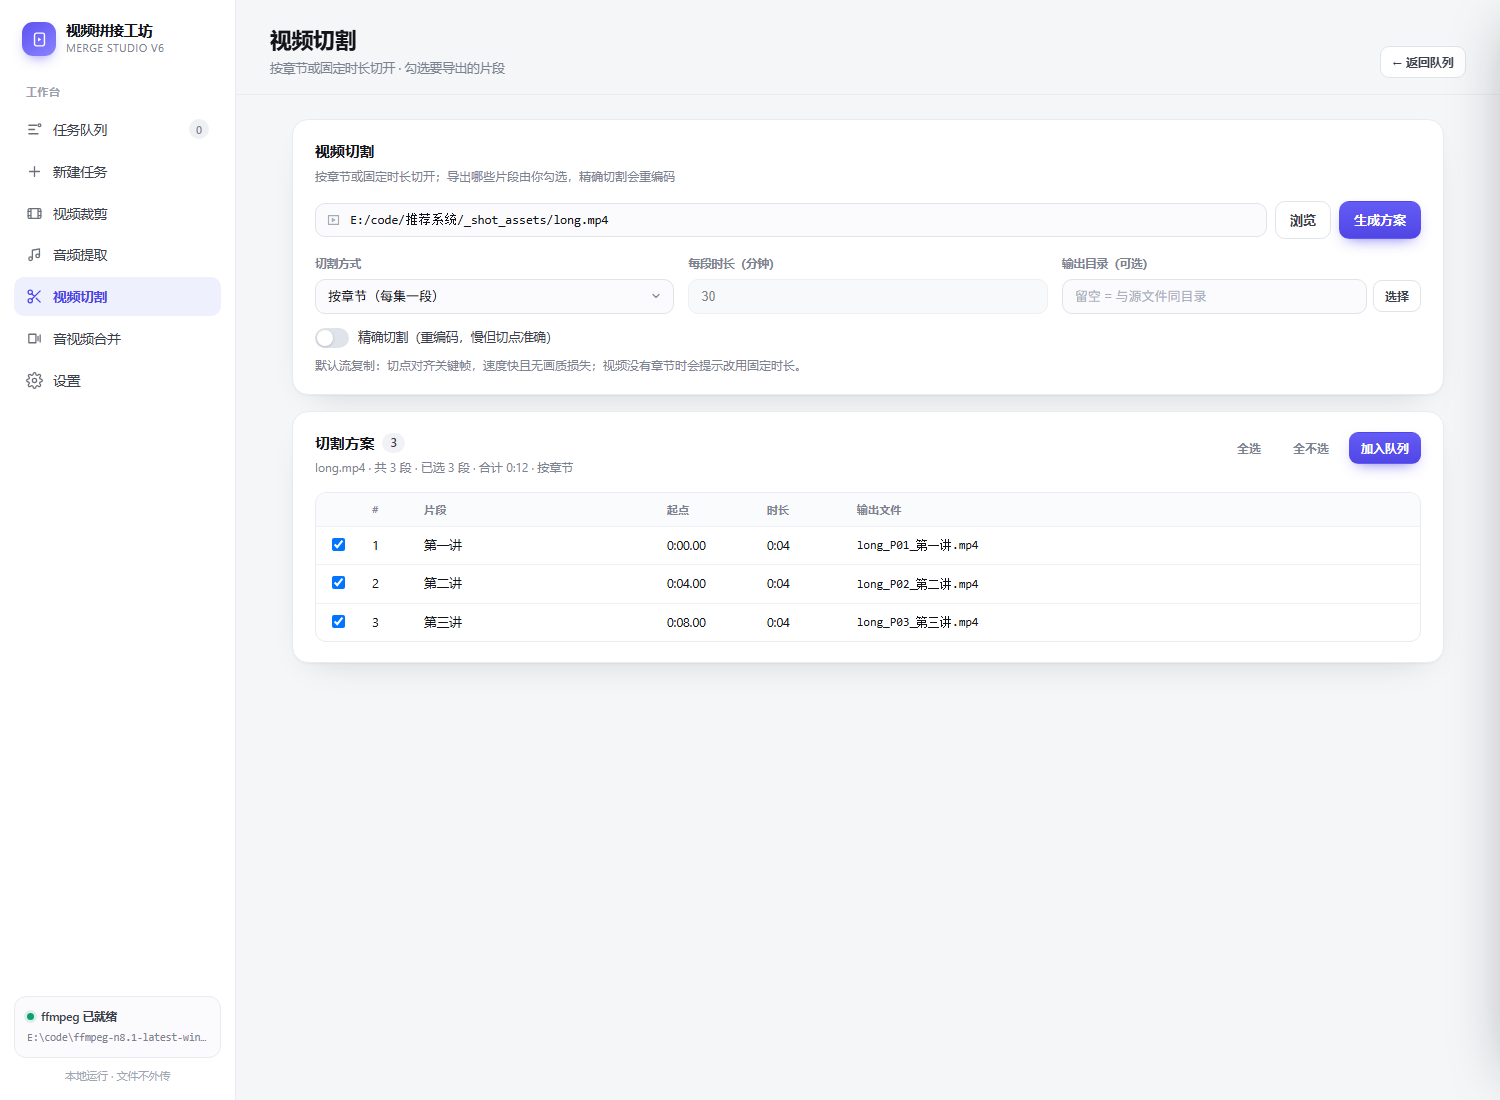 视频拼接工坊
MERGE STUDIO V6
工作台
任务队列 0
新建任务
视频裁剪
音频提取
视频切割
音视频合并
设置
ffmpeg 已就绪
E:\code\ffmpeg-n8.1-latest-win…
本地运行 · 文件不外传
视频切割
按章节或固定时长切开 · 勾选要导出的片段
← 返回队列
视频切割
按章节或固定时长切开；导出哪些片段由你勾选，精确切割会重编码
E:/code/推荐系统/_shot_assets/long.mp4 浏览 生成方案
切割方式 每段时长（分钟） 输出目录（可选）
按章节（每集一段） 30 留空 = 与源文件同目录 选择
精确切割（重编码，慢但切点准确）
默认流复制：切点对齐关键帧，速度快且无画质损失；视频没有章节时会提示改用固定时长。
切割方案 3
long.mp4 · 共 3 段 · 已选 3 段 · 合计 0:12 · 按章节
全选 全不选 加入队列
# 片段 起点 时长 输出文件
1 第一讲 0:00.00 0:04 long_P01_第一讲.mp4
2 第二讲 0:04.00 0:04 long_P02_第二讲.mp4
3 第三讲 0:08.00 0:04 long_P03_第三讲.mp4